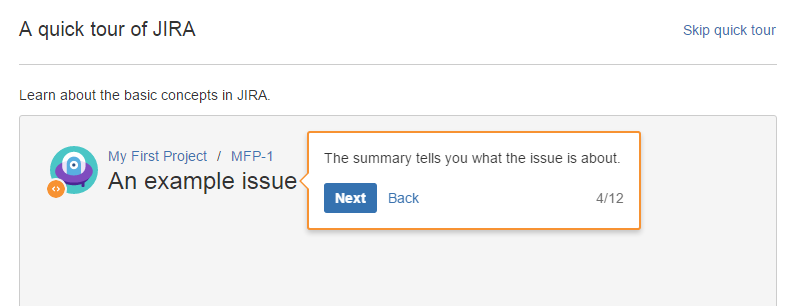 A quick tour of JIRA
Skip quick tour
Learn about the basic concepts in JIRA.
My First Project / MFP-1
An example issue
The summary tells you what the issue is about.
Next Back 4/12